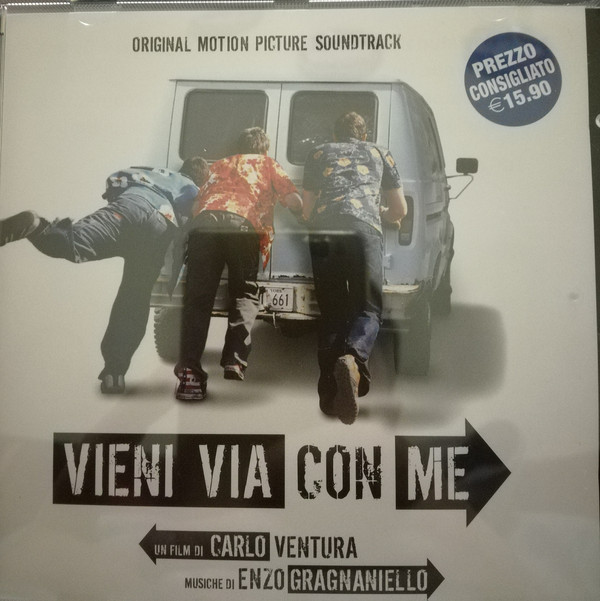 ORIGINAL MOTION PICTURE SOUNDTRACK
PREZZO
CONSIGLIATO
€15.90
661
VIENI VIA CON ME
UN FILM DI CARLO VENTURA
MUSICHE DI ENZO GRAGNANIELLO